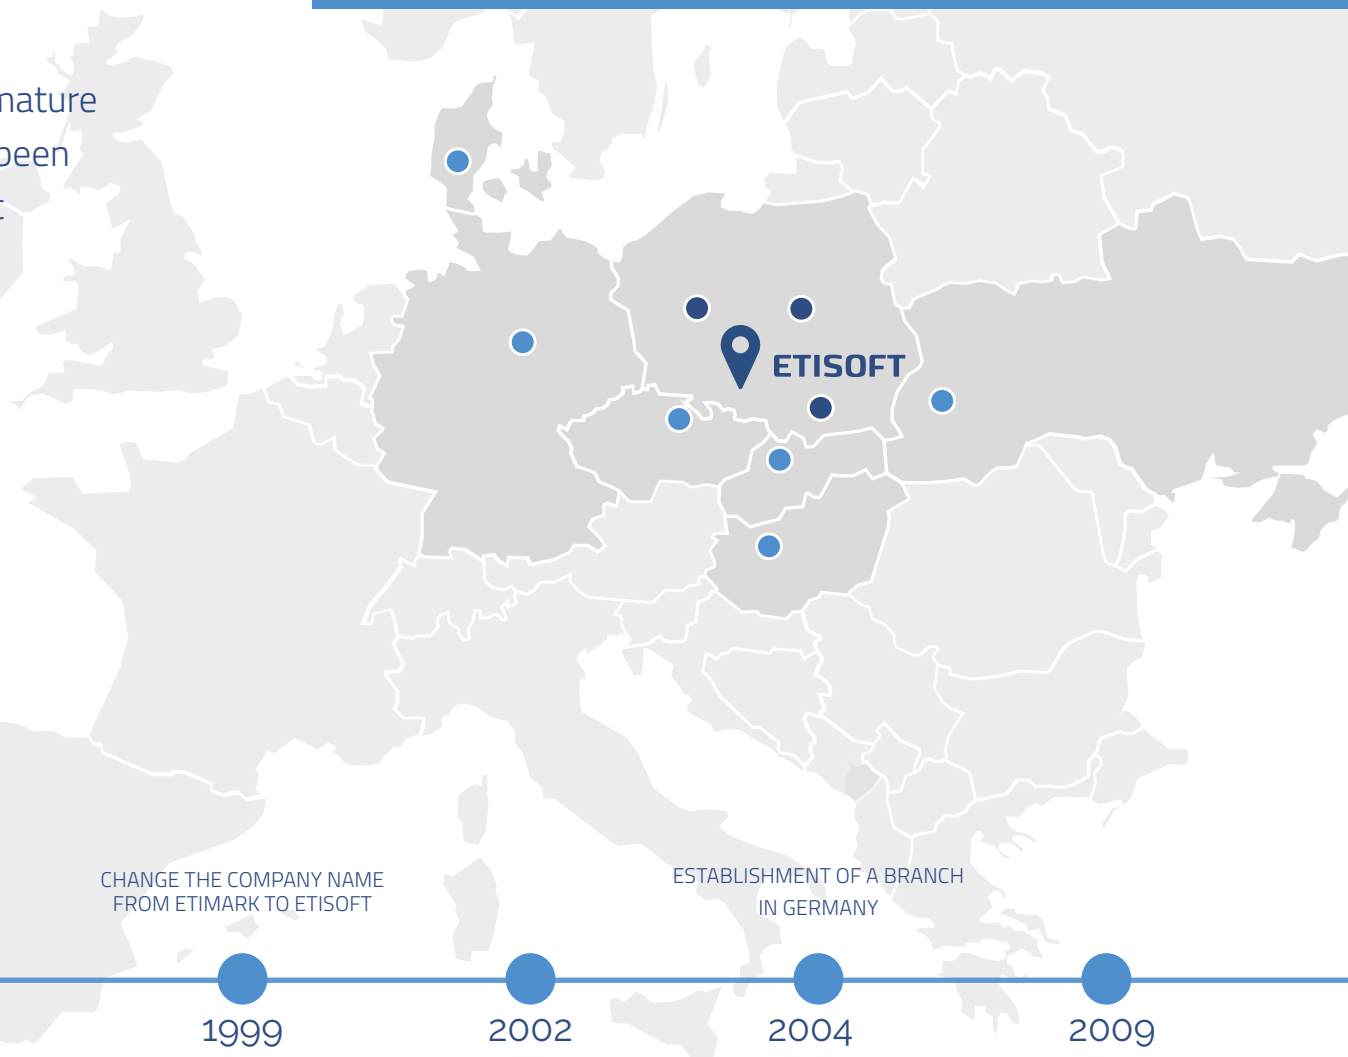 mature
been
ETISOFT
CHANGE THE COMPANY NAME
FROM ETIMARK TO ETISOFT
ESTABLISHMENT OF A BRANCH
IN GERMANY
1999
2002
2004
2009